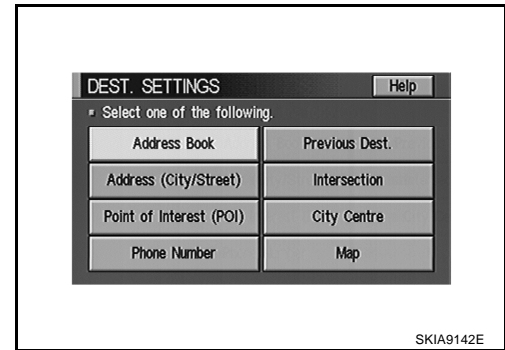 DEST. SETTINGS Help
Select one of the following.
Address Book Previous Dest.
Address (City/Street) Intersection
Point of Interest (POI) City Centre
Phone Number Map
SKIA9142E